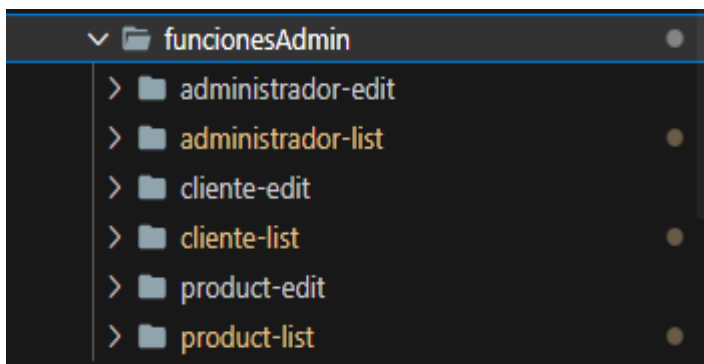 funcionesAdmin
administrador-edit
administrador-list
cliente-edit
cliente-list
product-edit
product-list